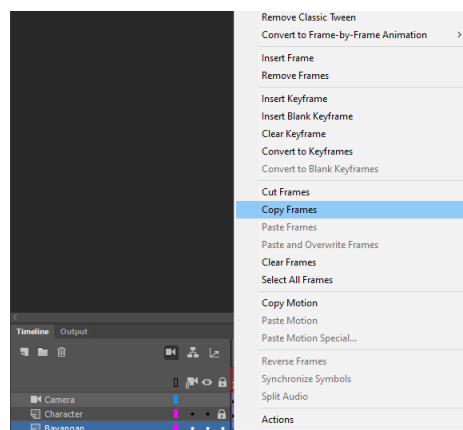 Remove Classic Tween
Convert to Frame-by-Frame Animation
Insert Frame
Remove Frames
Insert Keyframe
Insert Blank Keyframe
Clear Keyframe
Convert to Keyframes
Convert to Blank Keyframes
Cut Frames
Copy Frames
Paste Frames
Paste and Overwrite Frames
Clear Frames
Select All Frames
Copy Motion
Paste Motion
Paste Motion Special...
Reverse Frames
Synchronize Symbols
Split Audio
Actions
Timeline Output
Camera
Character
Bayangan